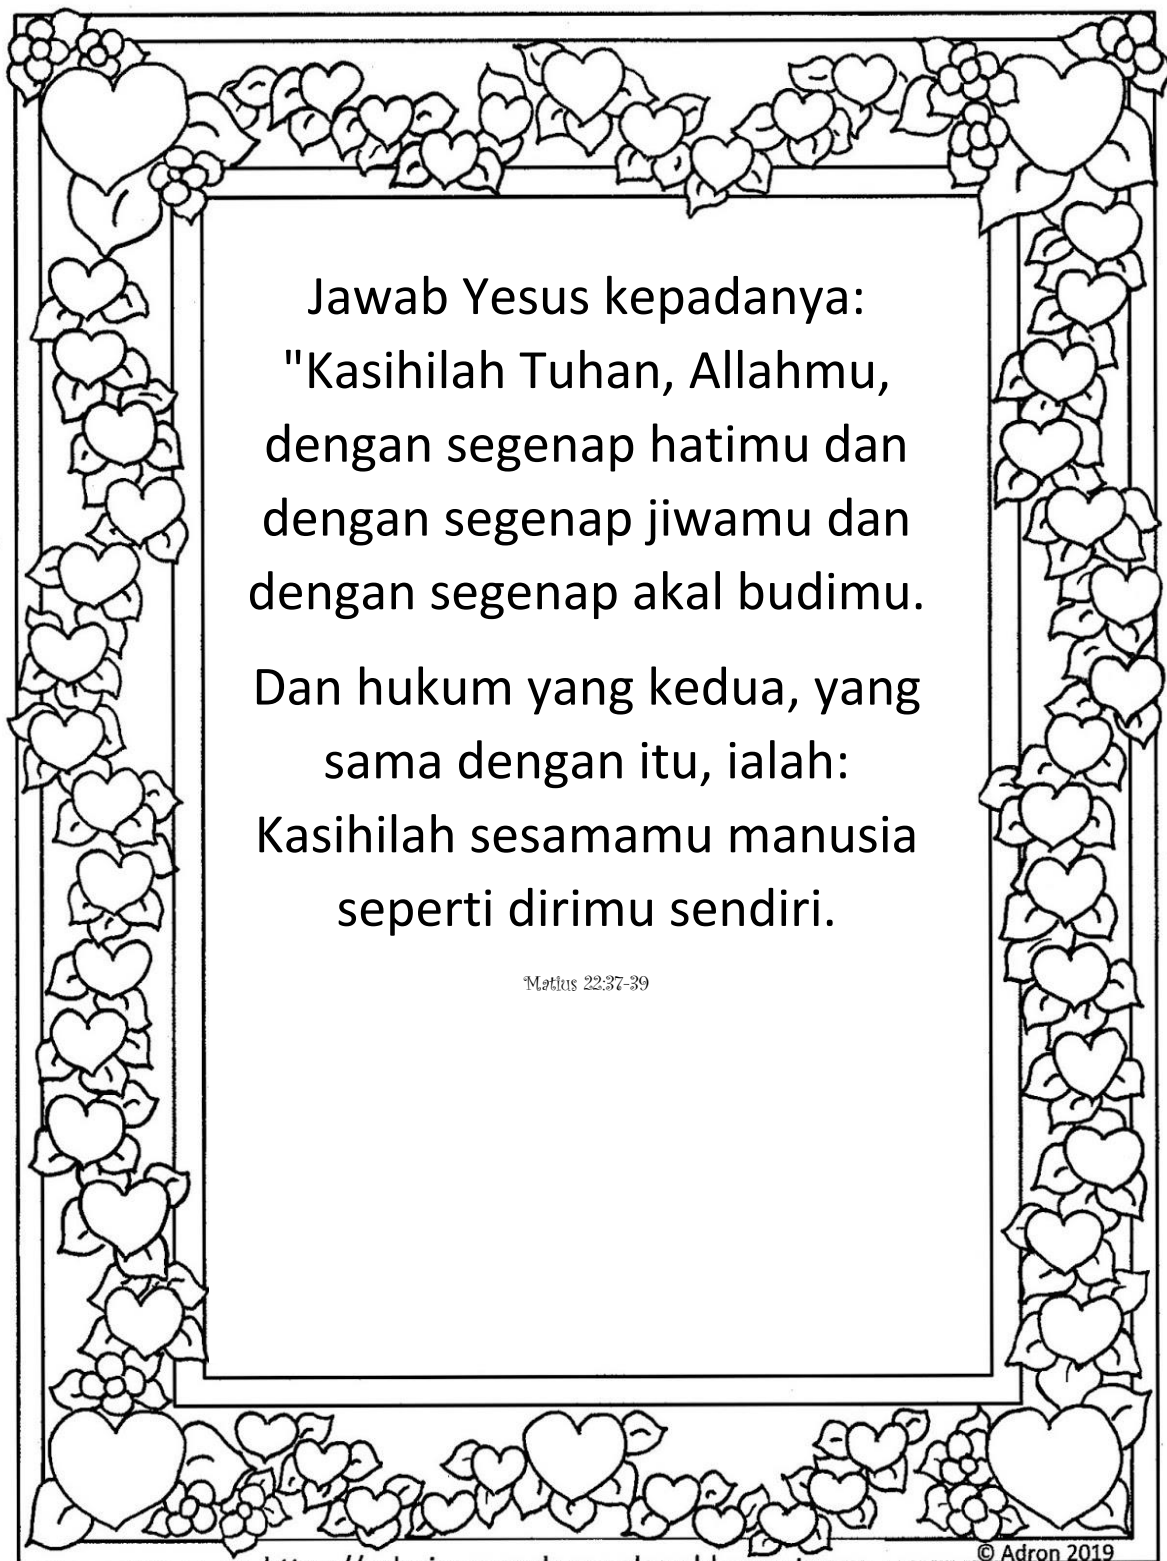 Jawab Yesus kepadanya:
"Kasihilah Tuhan, Allahmu,
dengan segenap hatimu dan
dengan segenap jiwamu dan
dengan segenap akal budimu.
Dan hukum yang kedua, yang
sama dengan itu, ialah:
Kasihilah sesamamu manusia
seperti dirimu sendiri.
Matius 22:37-39
© Adron 2019